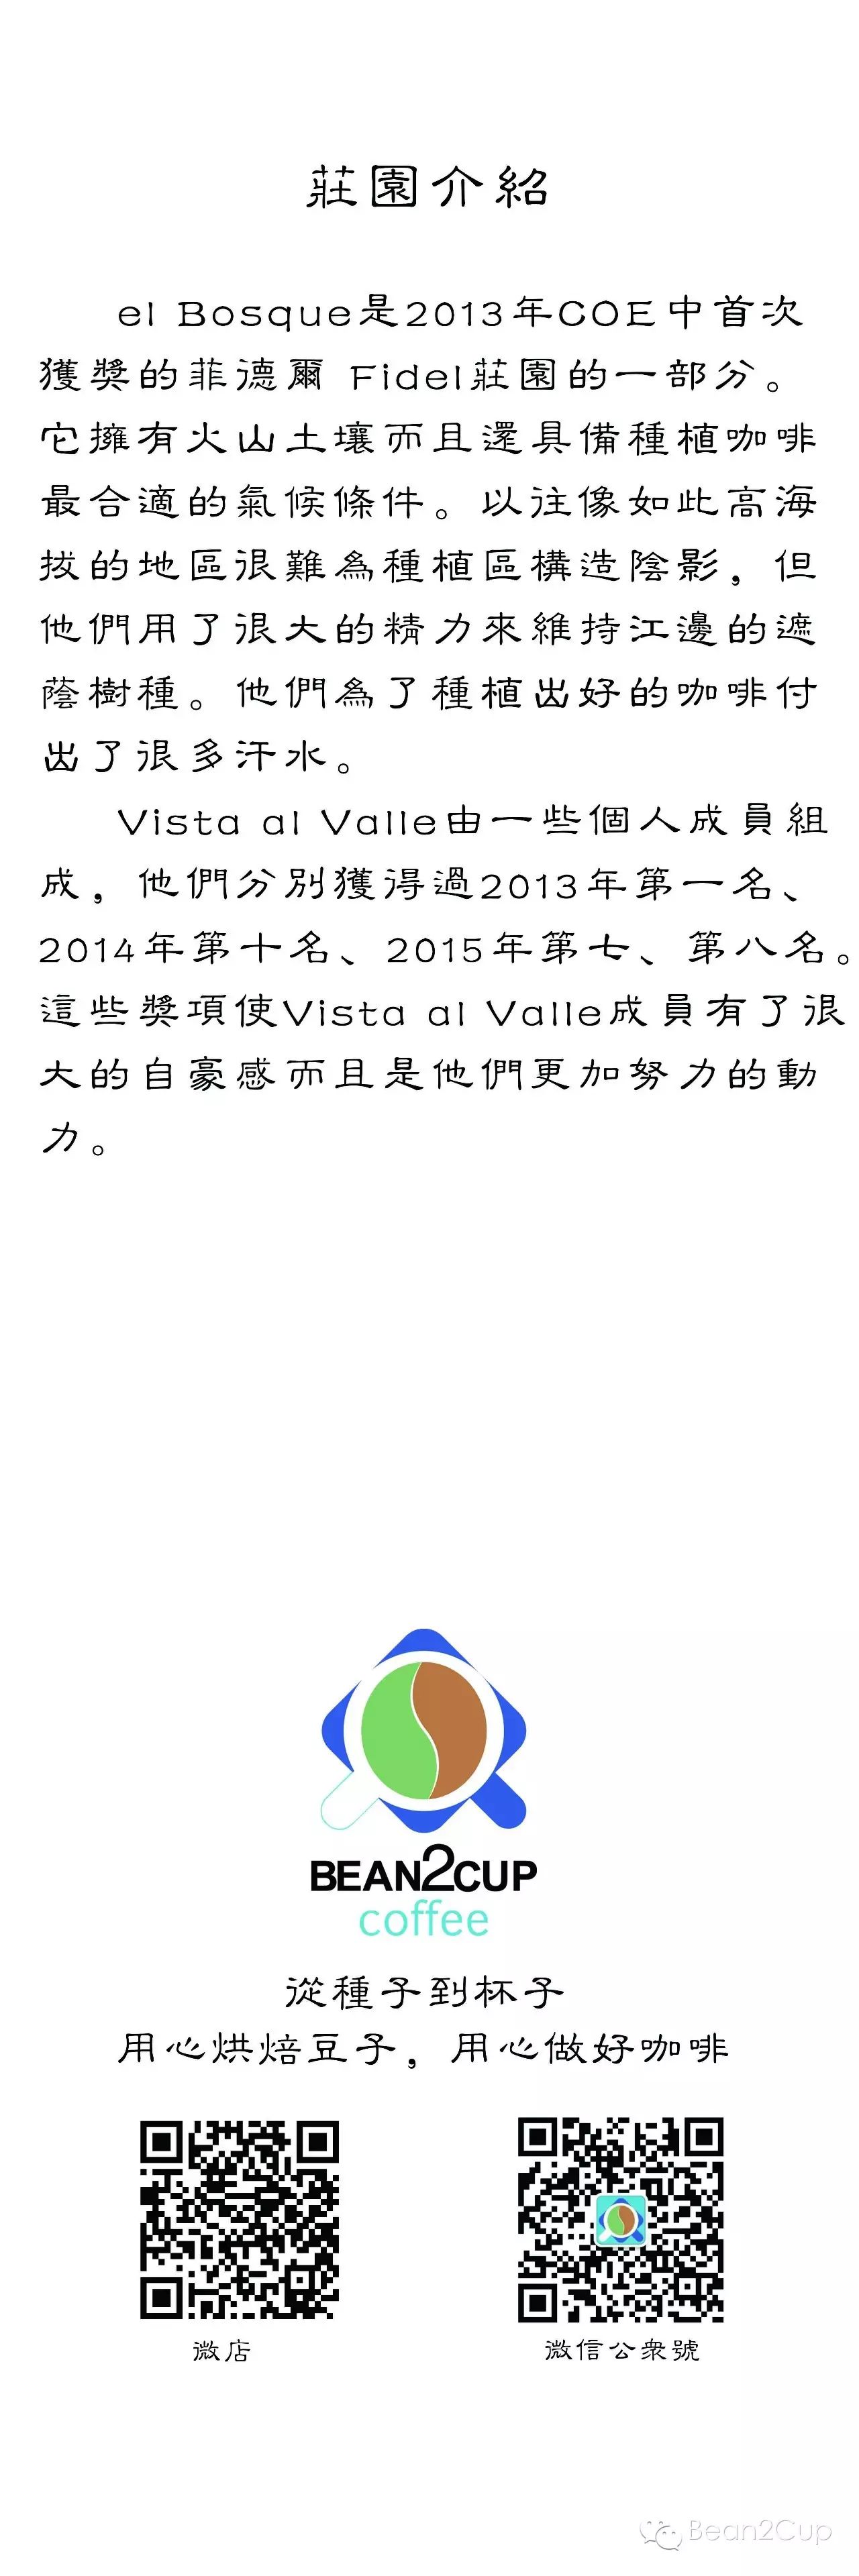 莊園介紹
el Bosque是2013年COE中首次
獲獎的菲德爾 Fidel莊園的一部分。
它擁有火山土壤而且還具備種植咖啡
最合適的氣候條件。以往像如此高海
拔的地區很難為種植區構造陰影，但
他們用了很大的精力來維持江邊的遮
蔭樹種。他們為了種植出好的咖啡付
出了很多汗水。
Vista al Valle由一些個人成員組
成，他們分別獲得過2013年第一名、
2014年第十名、2015年第七、第八名。
這些獎項使Vista al Valle成員有了很
大的自豪感而且是他們更加努力的動
力。
BEAN2CUP
coffee
從種子到杯子
用心烘焙豆子，用心做好咖啡
微店
微信公衆號
Bean2Cup